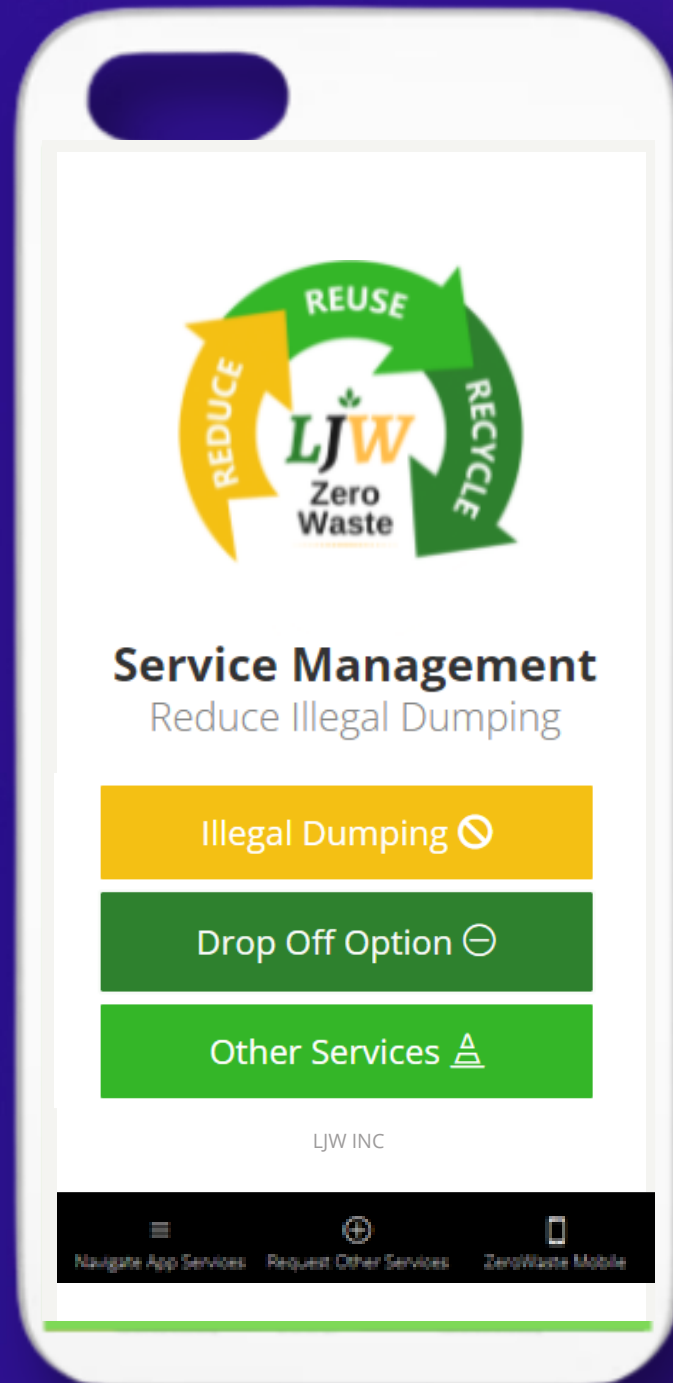 REDUCE
REUSE
RECYCLE
LJW
Zero
Waste
Service Management
Reduce Illegal Dumping
Illegal Dumping
Drop Off Option
Other Services
LJW INC
Navigate App Services
Request Other Services
ZeroWaste Mobile